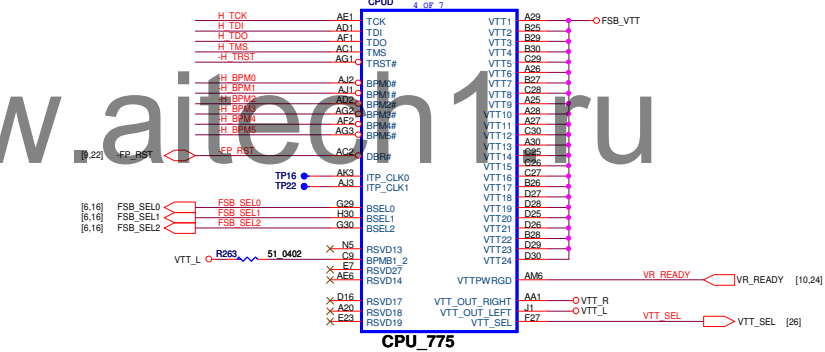 CPUD
4 OF 7
H_TCK AE1 TCK VTT1 A29 FSB_VTT
H_TDI AD1 TDI VTT2 B25
H_TDO AF1 TDO VTT3 B29
H_TMS AC1 TMS VTT4 B30
-H_TRST AG1 TRST# VTT5 C29
VTT6 A26
-H_BPM0 AJ2 BPM0# VTT7 B27
-H_BPM1 AJ1 BPM1# VTT8 C28
-H_BPM2 AD2 BPM2# VTT9 A25
-H_BPM3 AG2 BPM3# VTT10 A28
-H_BPM4 AF2 BPM4# VTT11 A27
-H_BPM5 AG3 BPM5# VTT12 C30
VTT13 A30
[9,22] -FP_RST -FP_RST AC2 DBR# VTT14 C25
VTT15 C26
TP16 AK3 ITP_CLK0 VTT16 C27
TP22 AJ3 ITP_CLK1 VTT17 B26
VTT18 D27
[6,16] FSB_SEL0 FSB_SEL0 G29 BSEL0 VTT19 D28
[6,16] FSB_SEL1 FSB_SEL1 H30 BSEL1 VTT20 D25
[6,16] FSB_SEL2 FSB_SEL2 G30 BSEL2 VTT21 D26
VTT22 B28
N5 RSVD13 VTT23 D29
VTT_L R263 51_0402 C9 BPMB1_2 VTT24 D30
E7 RSVD27
AE6 RSVD14 VTTPWRGD AM6 VR_READY VR_READY [10,24]
D16 RSVD17 VTT_OUT_RIGHT AA1 VTT_R
A20 RSVD18 VTT_OUT_LEFT J1 VTT_L
E23 RSVD19 VTT_SEL F27 VTT_SEL VTT_SEL [26]
CPU_775
w.aitech1.ru